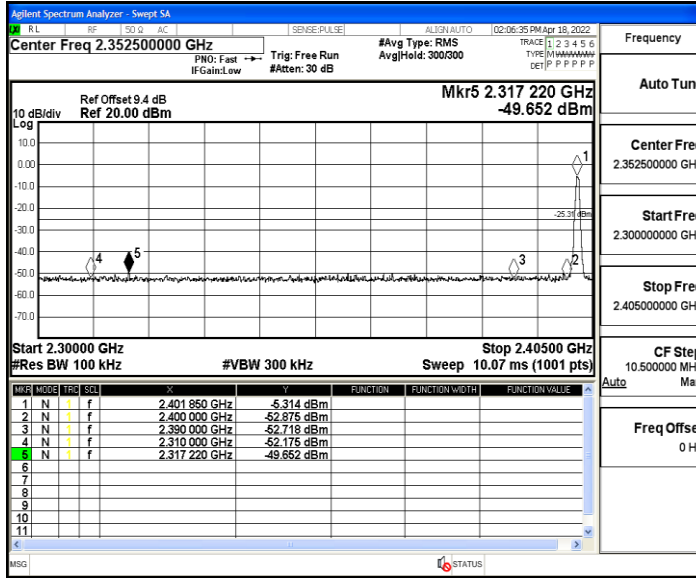 Agilent Spectrum Analyzer - Swept SA
RL RF 50 Ω AC SENSE:PULSE ALIGN AUTO 02:06:35 PM Apr 18, 2022
Center Freq 2.352500000 GHz
PNO: Fast
IFGain:Low
Trig: Free Run
#Atten: 30 dB
#Avg Type: RMS
Avg|Hold: 300/300
TRACE 1 2 3 4 5 6
TYPE M
DET P P P P P P
Ref Offset 9.4 dB
10 dB/div Ref 20.00 dBm
Log
Mkr5 2.317 220 GHz
-49.652 dBm
10.0
0.00
-10.0
-20.0
-30.0
-40.0
-50.0
-60.0
-70.0
1
2
3
4
5
-25.31 dBm
Start 2.30000 GHz Stop 2.40500 GHz
#Res BW 100 kHz #VBW 300 kHz Sweep 10.07 ms (1001 pts)
MKR MODE TRC SCL X Y FUNCTION FUNCTION WIDTH FUNCTION VALUE
1 N 1 f 2.401 850 GHz -5.314 dBm
2 N 1 f 2.400 000 GHz -52.875 dBm
3 N 1 f 2.390 000 GHz -52.718 dBm
4 N 1 f 2.310 000 GHz -52.175 dBm
5 N 1 f 2.317 220 GHz -49.652 dBm
6
7
8
9
10
11
MSG STATUS
Frequency
Auto Tun
Center Fre
2.352500000 GH
Start Fre
2.300000000 GH
Stop Fre
2.405000000 GH
CF Step
10.500000 MH
Auto Ma
Freq Offse
0 H